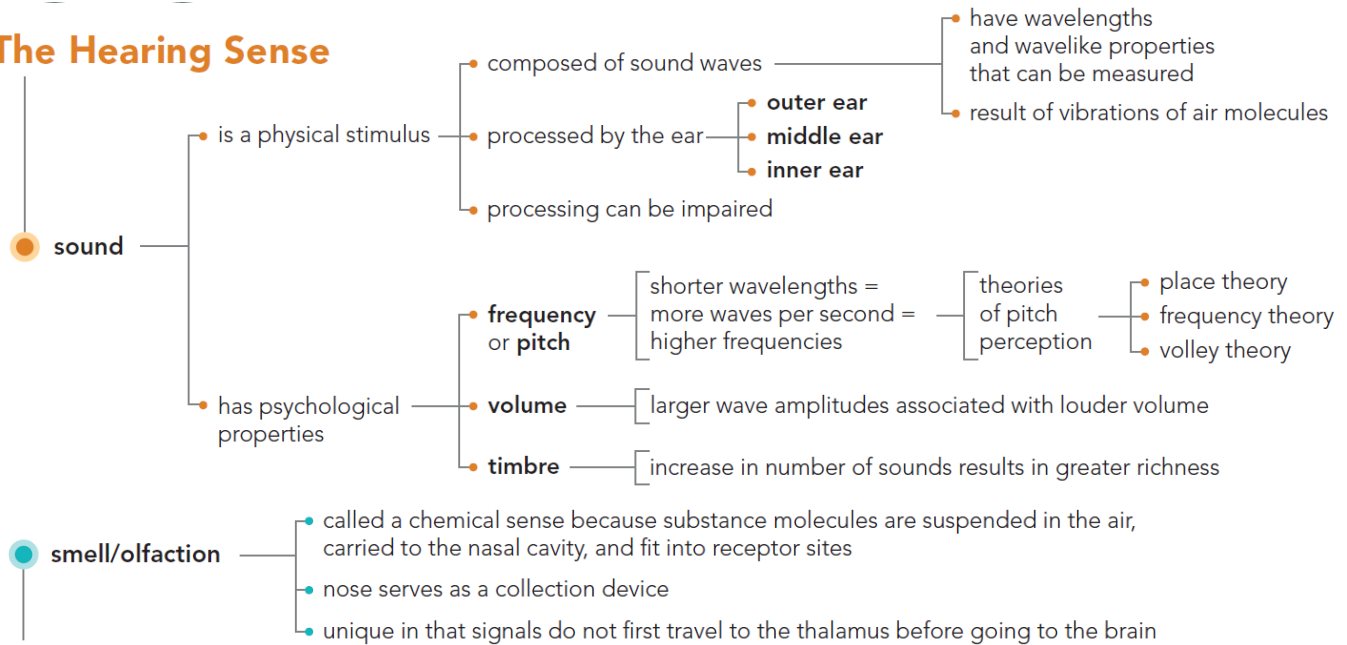 The Hearing Sense
sound
is a physical stimulus
composed of sound waves
have wavelengths
and wavelike properties
that can be measured
result of vibrations of air molecules
processed by the ear
outer ear
middle ear
inner ear
processing can be impaired
has psychological
properties
frequency
or pitch
shorter wavelengths =
more waves per second =
higher frequencies
theories
of pitch
perception
place theory
frequency theory
volley theory
volume
larger wave amplitudes associated with louder volume
timbre
increase in number of sounds results in greater richness
smell/olfaction
called a chemical sense because substance molecules are suspended in the air,
carried to the nasal cavity, and fit into receptor sites
nose serves as a collection device
unique in that signals do not first travel to the thalamus before going to the brain